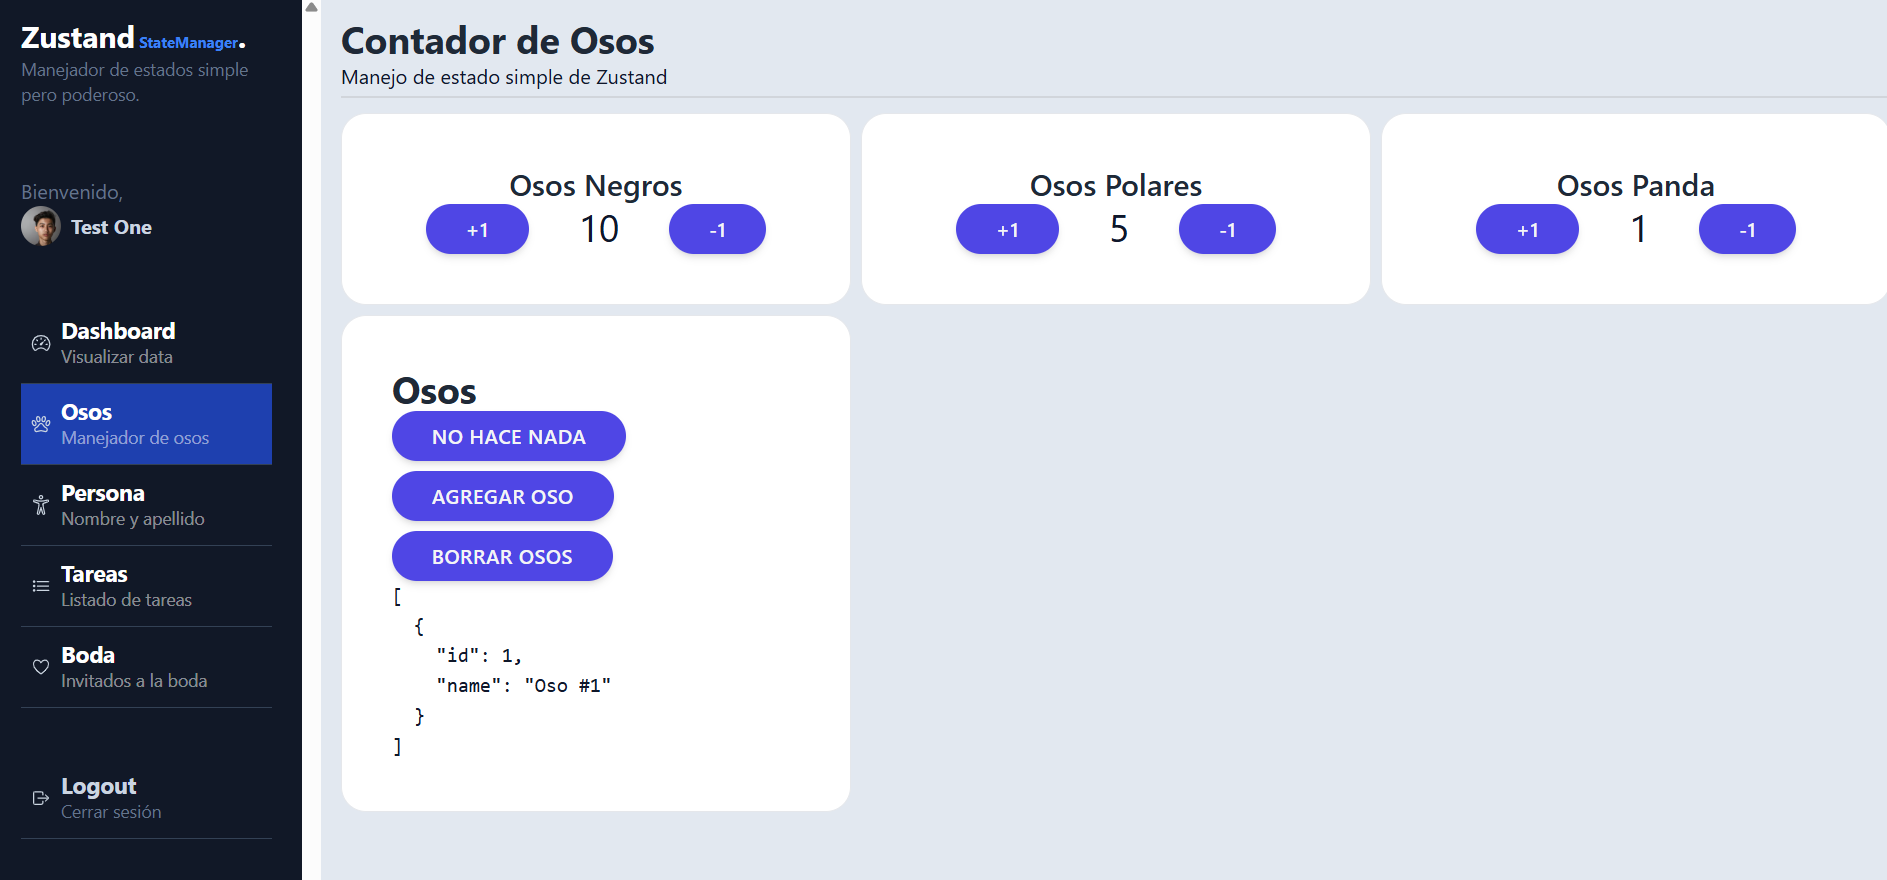 Zustand StateManager.
Manejador de estados simple
pero poderoso.
Bienvenido,
Test One
Dashboard
Visualizar data
Osos
Manejador de osos
Persona
Nombre y apellido
Tareas
Listado de tareas
Boda
Invitados a la boda
Logout
Cerrar sesión
Contador de Osos
Manejo de estado simple de Zustand
Osos Negros
+1 10 -1
Osos Polares
+1 5 -1
Osos Panda
+1 1 -1
Osos
NO HACE NADA
AGREGAR OSO
BORRAR OSOS
[
{
"id": 1,
"name": "Oso #1"
}
]